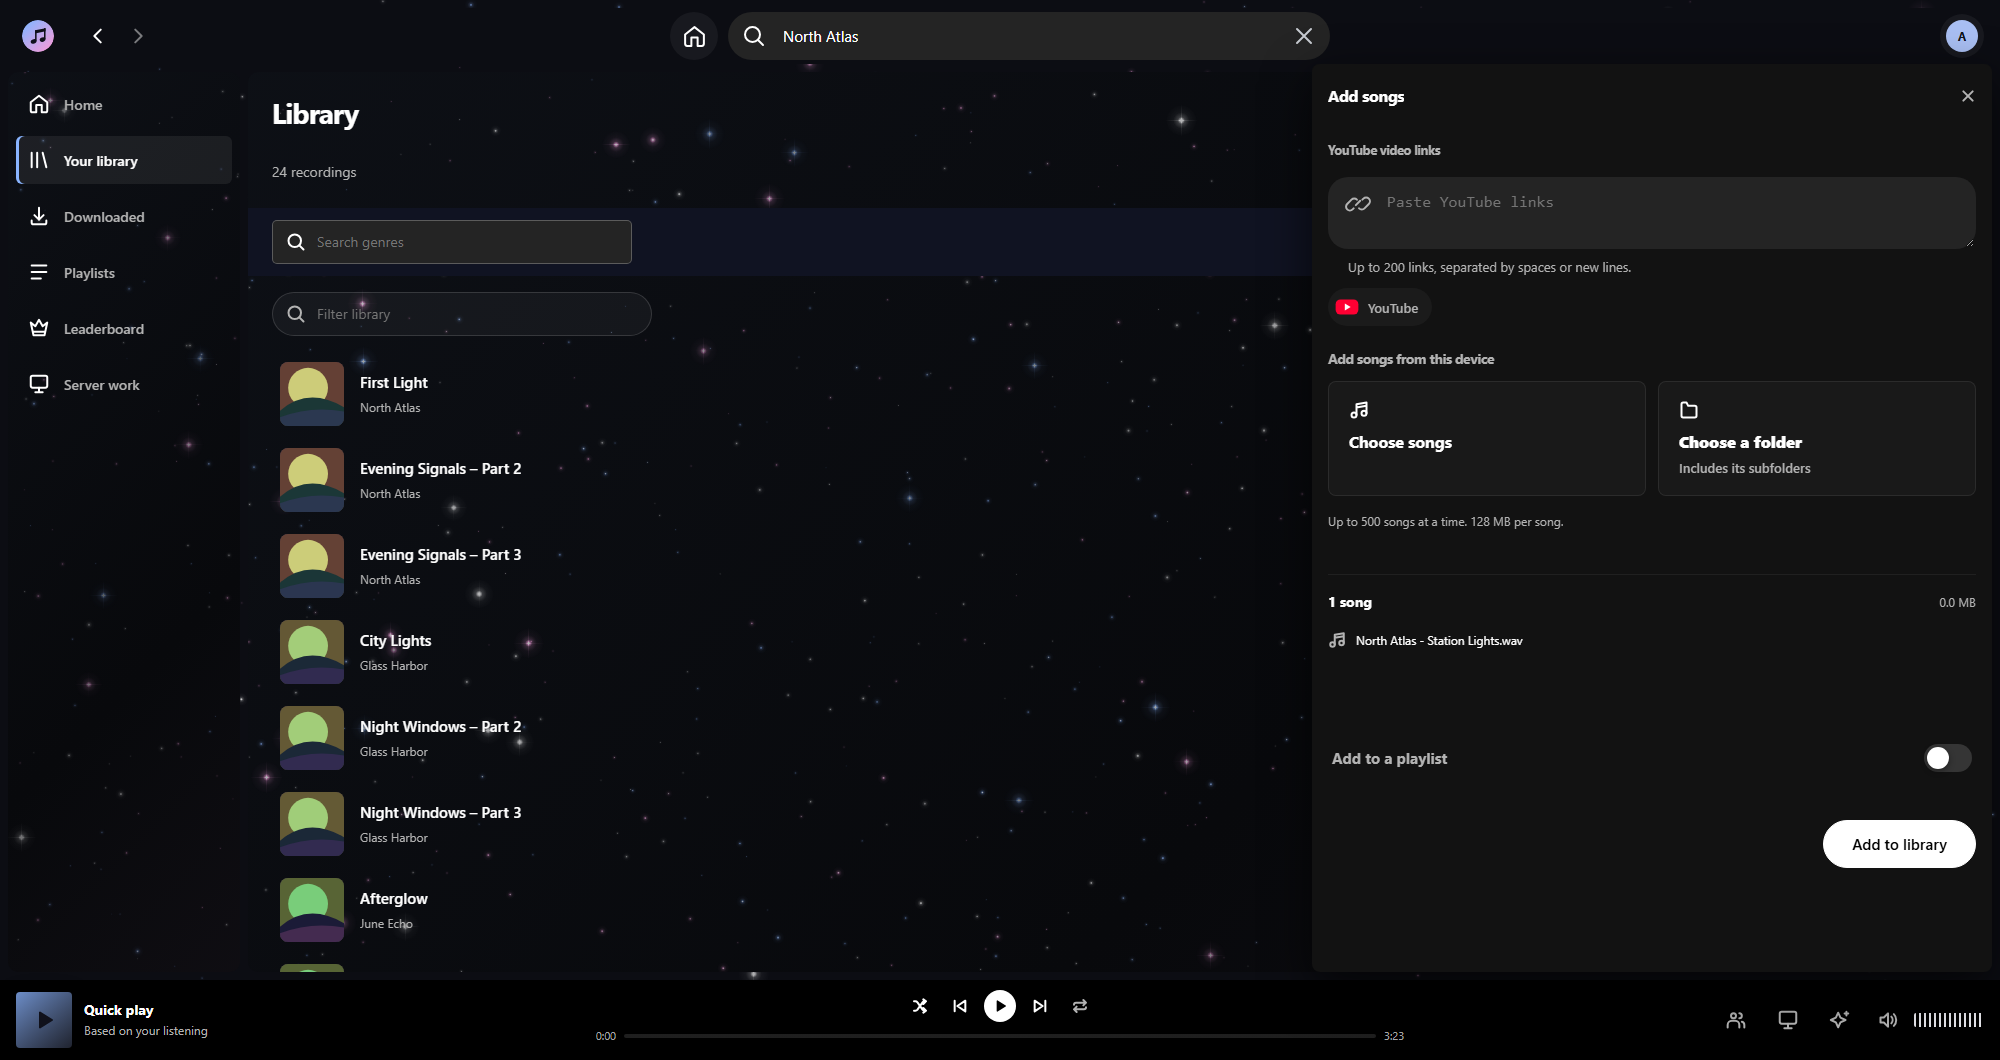 North Atlas
A
Home
Your library
Downloaded
Playlists
Leaderboard
Server work
Library
24 recordings
Search genres
Filter library
First Light
North Atlas
Evening Signals – Part 2
North Atlas
Evening Signals – Part 3
North Atlas
City Lights
Glass Harbor
Night Windows – Part 2
Glass Harbor
Night Windows – Part 3
Glass Harbor
Afterglow
June Echo
Add songs
YouTube video links
Paste YouTube links
Up to 200 links, separated by spaces or new lines.
YouTube
Add songs from this device
Choose songs
Choose a folder
Includes its subfolders
Up to 500 songs at a time. 128 MB per song.
1 song
0.0 MB
North Atlas - Station Lights.wav
Add to a playlist
Add to library
Quick play
Based on your listening
0:00
3:23